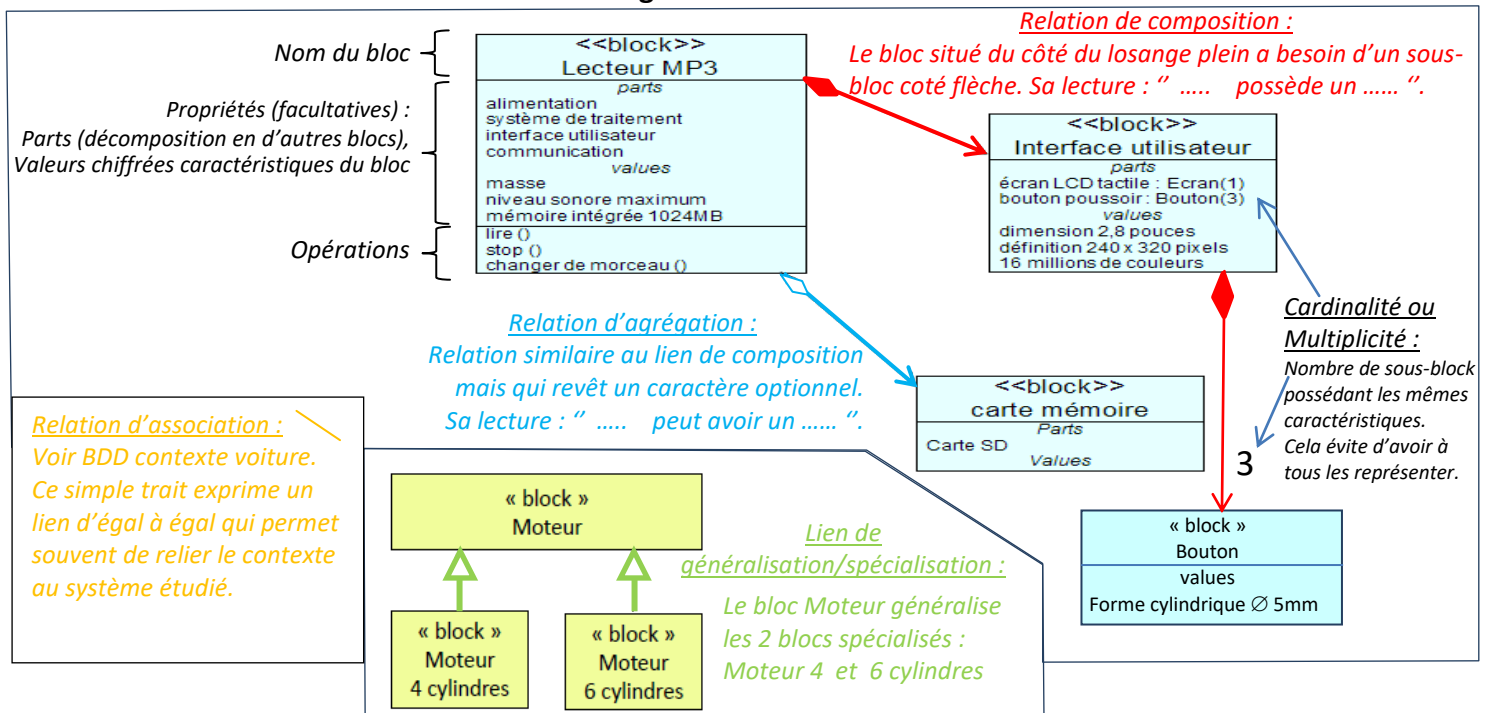 Nom du bloc
Propriétés (facultatives) :
Parts (décomposition en d'autres blocs),
Valeurs chiffrées caractéristiques du bloc
Opérations
<<block>>
Lecteur MP3
parts
alimentation
système de traitement
interface utilisateur
communication
values
masse
niveau sonore maximum
mémoire intégrée 1024MB
lire ()
stop ()
changer de morceau ()
Relation de composition :
Le bloc situé du côté du losange plein a besoin d'un sous-
bloc coté flèche. Sa lecture : '' ..... possède un ...... ''.
<<block>>
Interface utilisateur
parts
écran LCD tactile : Ecran(1)
bouton poussoir : Bouton(3)
values
dimension 2,8 pouces
définition 240 x 320 pixels
16 millions de couleurs
Cardinalité ou
Multiplicité :
Nombre de sous-block
possédant les mêmes
caractéristiques.
Cela évite d'avoir à
tous les représenter.
3
Relation d'agrégation :
Relation similaire au lien de composition
mais qui revêt un caractère optionnel.
Sa lecture : '' ..... peut avoir un ...... ''.
<<block>>
carte mémoire
Parts
Carte SD
Values
« block »
Bouton
values
Forme cylindrique ∅ 5mm
Relation d'association :
Voir BDD contexte voiture.
Ce simple trait exprime un
lien d'égal à égal qui permet
souvent de relier le contexte
au système étudié.
« block »
Moteur
« block »
Moteur
4 cylindres
« block »
Moteur
6 cylindres
Lien de
généralisation/spécialisation :
Le bloc Moteur généralise
les 2 blocs spécialisés :
Moteur 4 et 6 cylindres